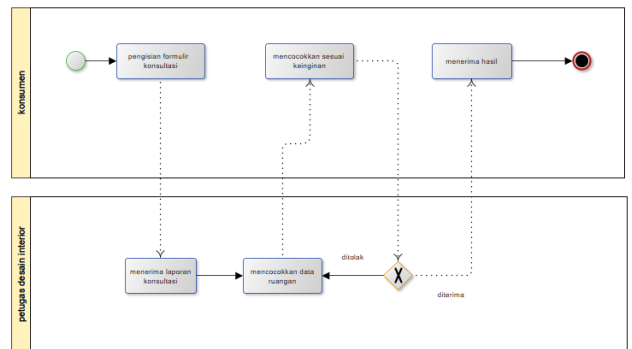 konsumen
pengisian formulir
konsultasi
mencocokkan sesuai
keinginan
menerima hasil
petugas desain interior
menerima laporan
konsultasi
mencocokkan data
ruangan
ditolak
X
diterima